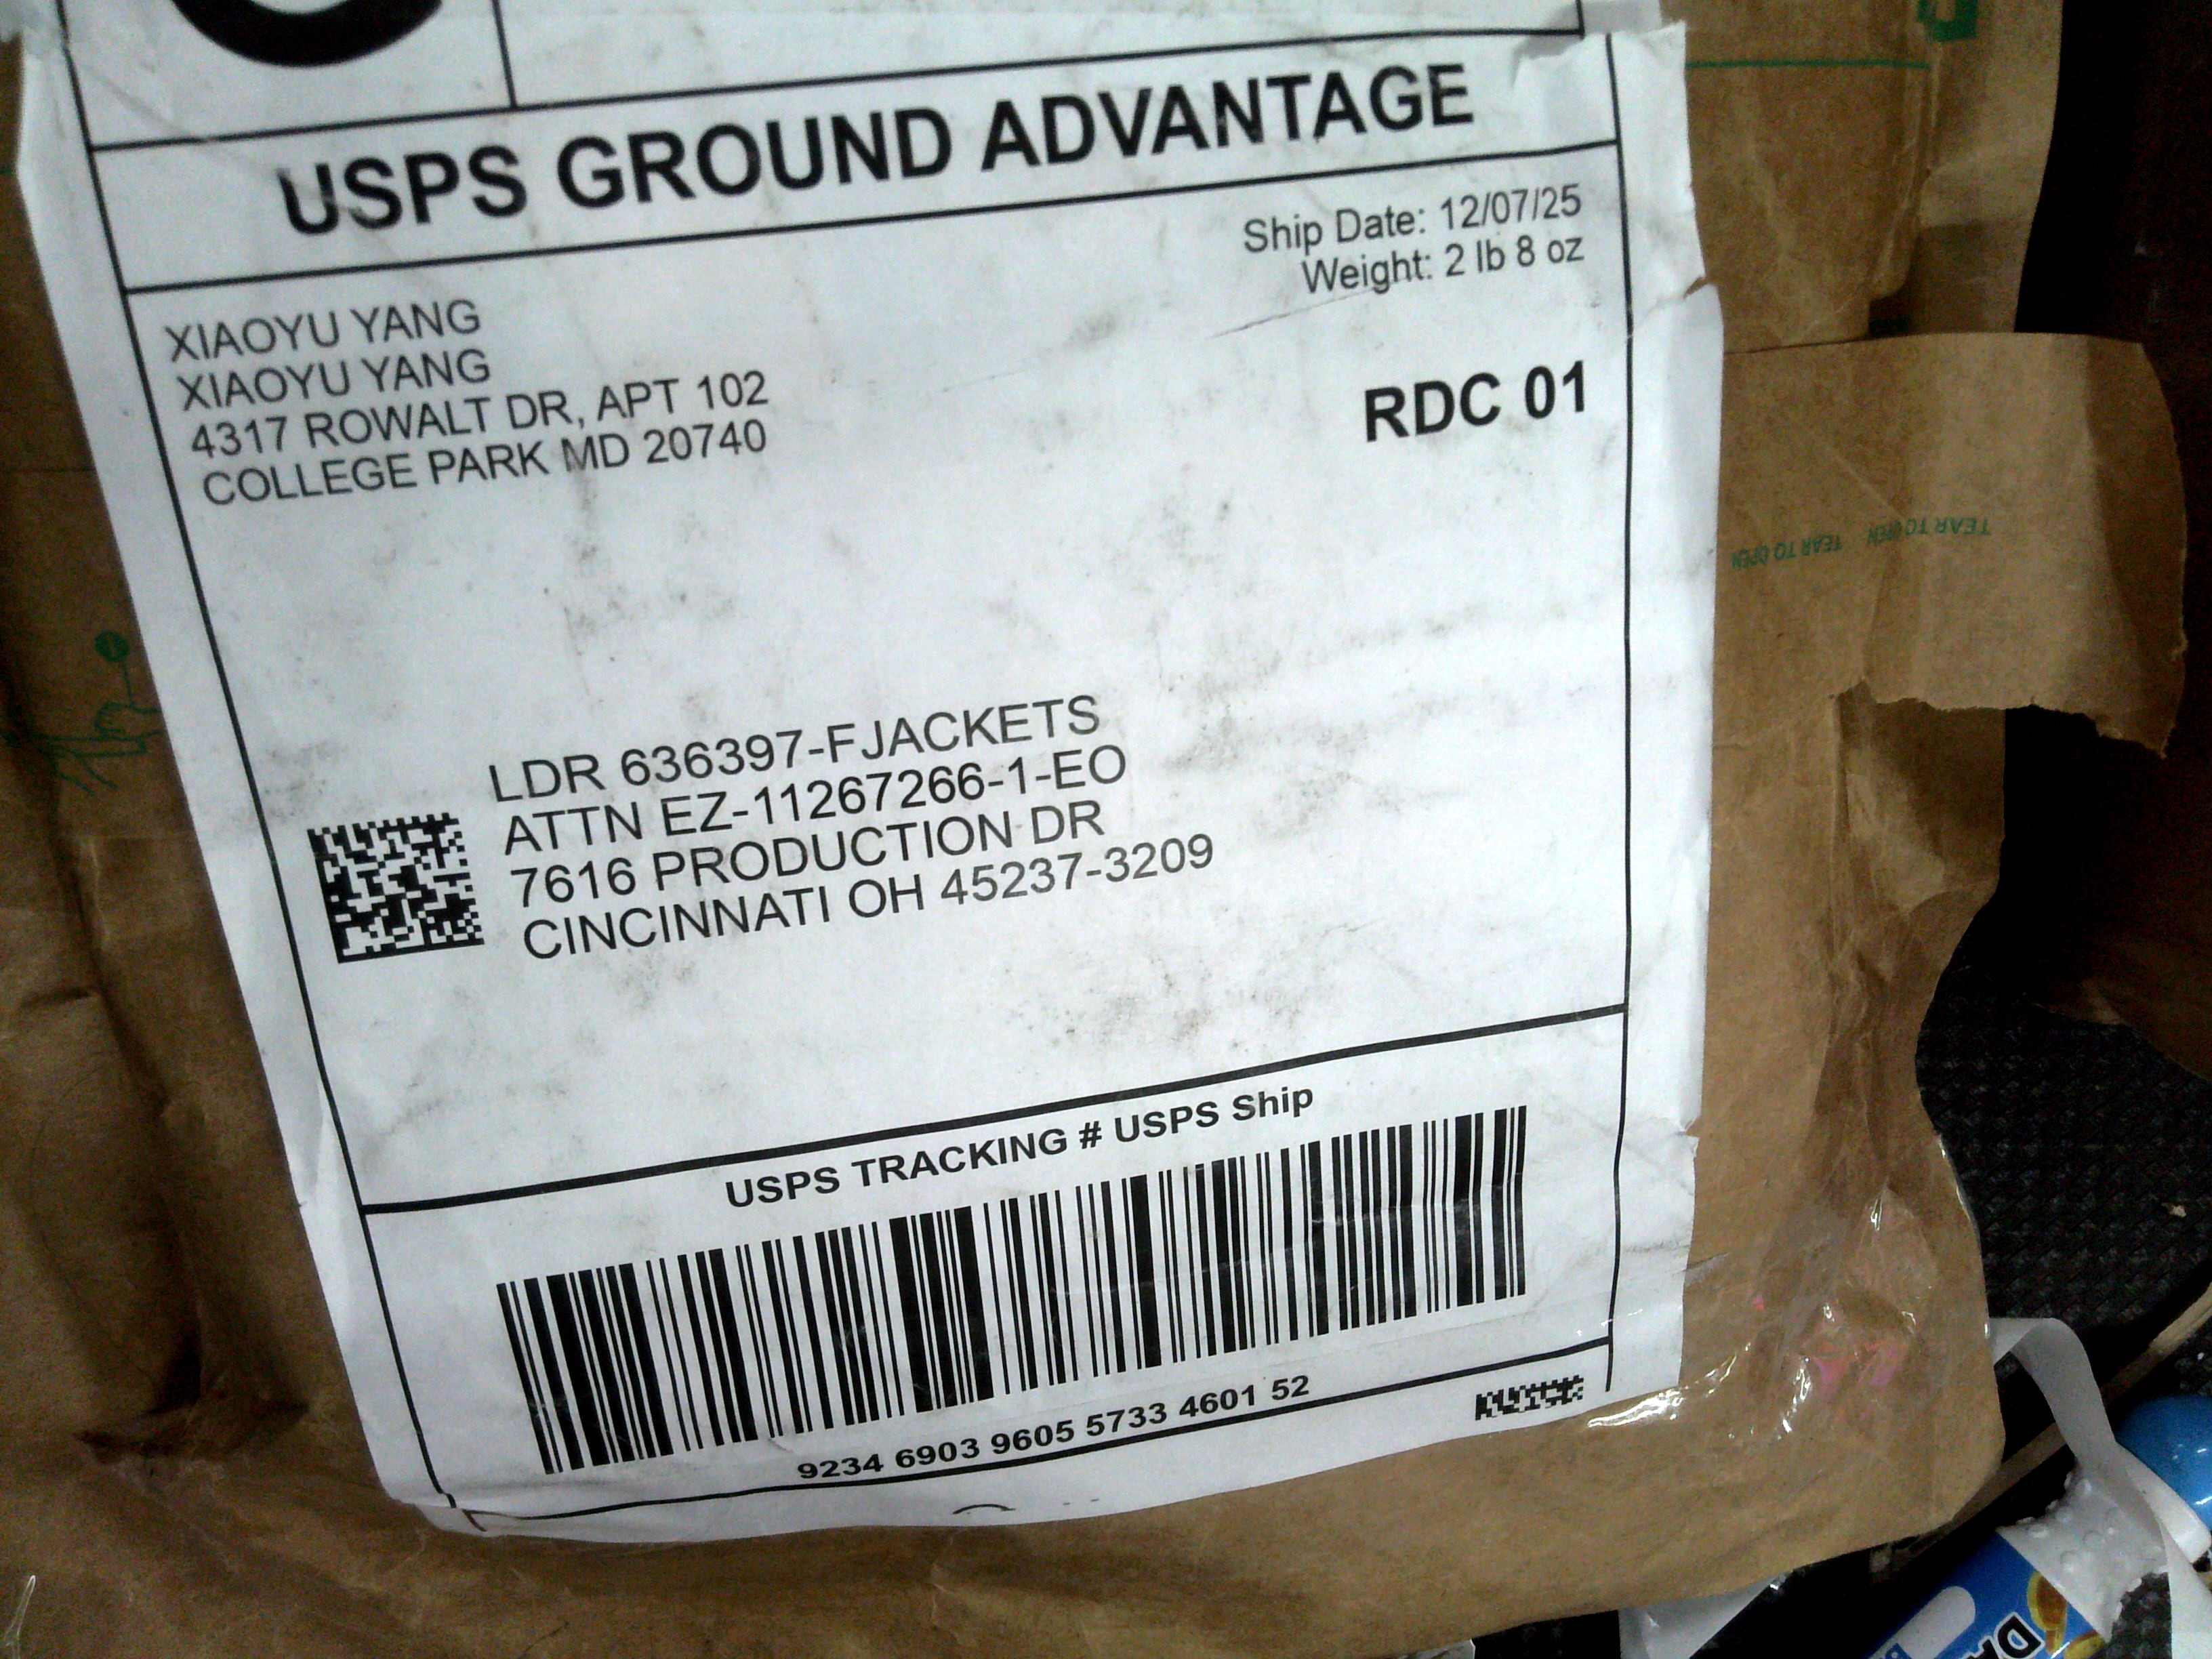 USPS GROUND ADVANTAGE
Ship Date: 12/07/25
Weight: 2 lb 8 oz
XIAOYU YANG
XIAOYU YANG
4317 ROWALT DR, APT 102
COLLEGE PARK MD 20740
RDC 01
TEAR TO OPEN TEAR TO OPEN
LDR 636397-FJACKETS
ATTN EZ-11267266-1-EO
7616 PRODUCTION DR
CINCINNATI OH 45237-3209
USPS TRACKING # USPS Ship
9234 6903 9605 5733 4601 52